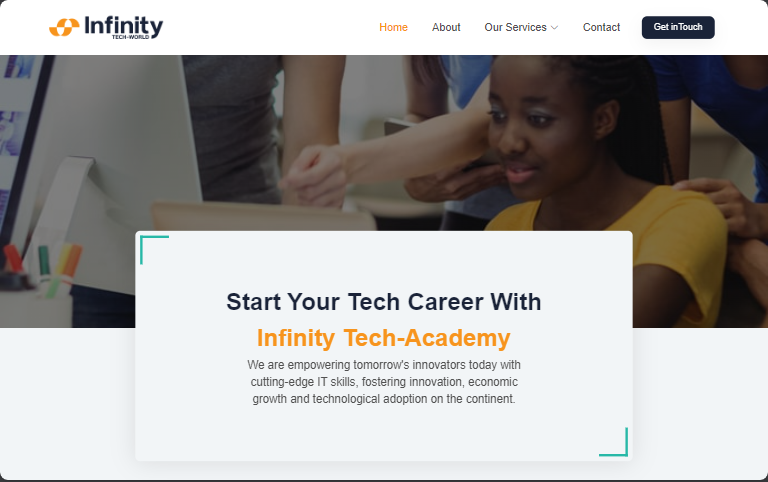 Infinity
TECH-WORLD
Home
About
Our Services
Contact
Get inTouch
Start Your Tech Career With
Infinity Tech-Academy
We are empowering tomorrow's innovators today with
cutting-edge IT skills, fostering innovation, economic
growth and technological adoption on the continent.